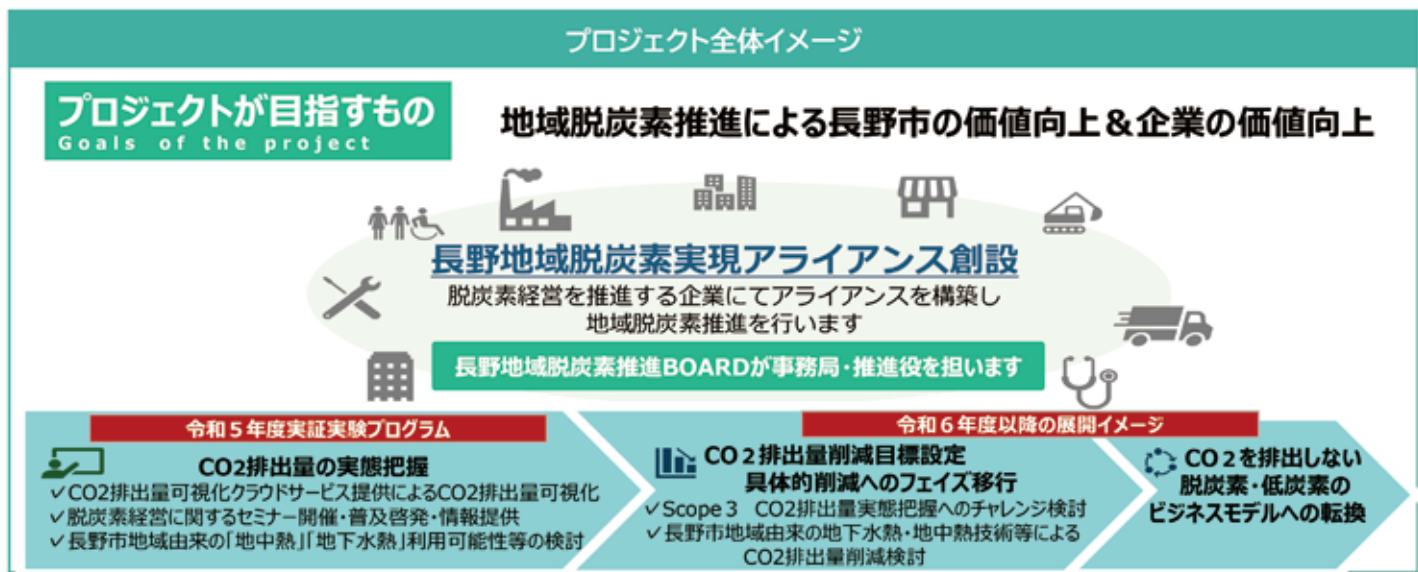 プロジェクト全体イメージ
プロジェクトが目指すもの
Goals of the project
地域脱炭素推進による長野市の価値向上＆企業の価値向上
長野地域脱炭素実現アライアンス創設
脱炭素経営を推進する企業にてアライアンスを構築し
地域脱炭素推進を行います
長野地域脱炭素推進BOARDが事務局・推進役を担います
令和５年度実証実験プログラム
CO2排出量の実態把握
✓CO2排出量可視化クラウドサービス提供によるCO2排出量可視化
✓脱炭素経営に関するセミナー開催・普及啓発・情報提供
✓長野市地域由来の「地中熱」「地下水熱」利用可能性等の検討
令和６年度以降の展開イメージ
CO２排出量削減目標設定
具体的削減へのフェイズ移行
✓Scope３　CO2排出量実態把握へのチャレンジ検討
✓長野市地域由来の地下水熱・地中熱技術等による
CO2排出量削減検討
CO２を排出しない
脱炭素・低炭素の
ビジネスモデルへの転換